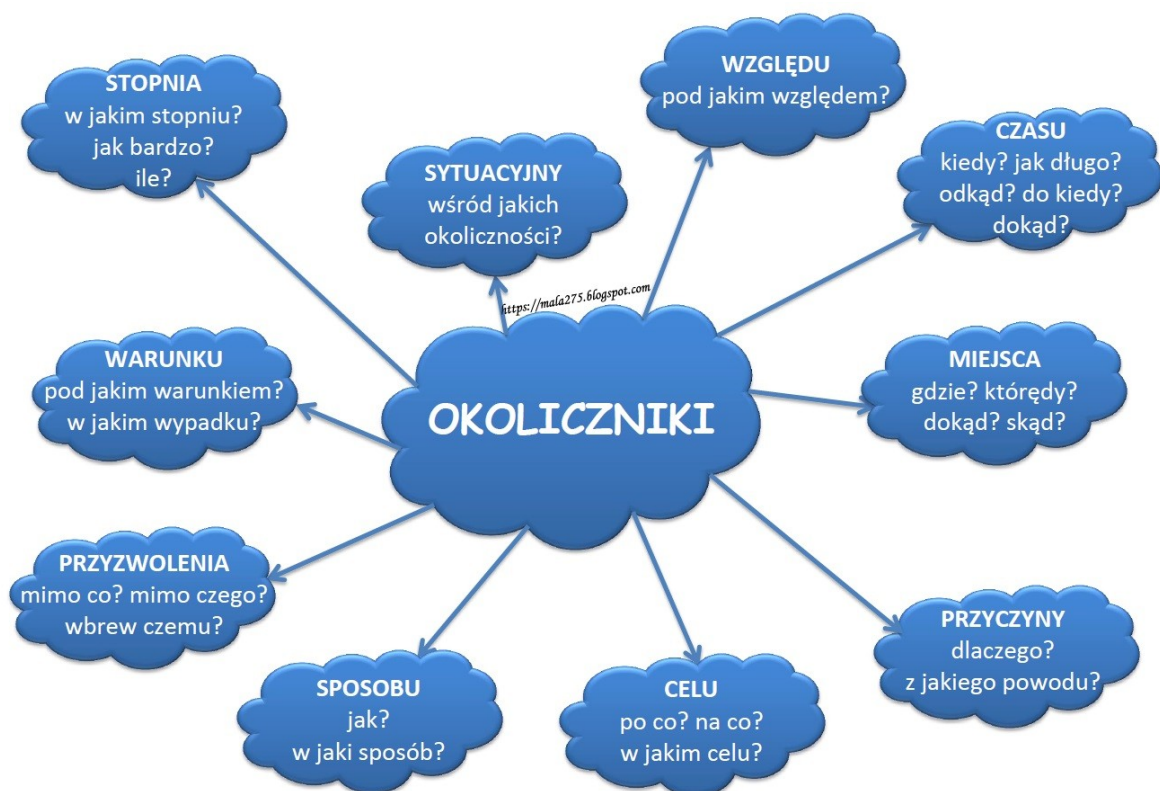 STOPNIA
w jakim stopniu?
jak bardzo?
ile?
SYTUACYJNY
wśród jakich
okoliczności?
WZGLĘDU
pod jakim względem?
CZASU
kiedy? jak długo?
odkąd? do kiedy?
dokąd?
https://mala275.blogspot.com
WARUNKU
pod jakim warunkiem?
w jakim wypadku?
OKOLICZNIKI
MIEJSCA
gdzie? którędy?
dokąd? skąd?
PRZYZWOLENIA
mimo co? mimo czego?
wbrew czemu?
SPOSOBU
jak?
w jaki sposób?
CELU
po co? na co?
w jakim celu?
PRZYCZYNY
dlaczego?
z jakiego powodu?